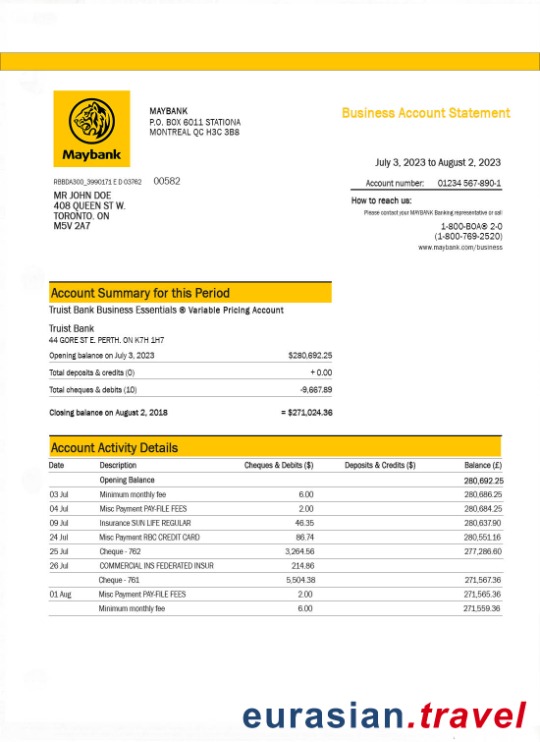 Maybank
MAYBANK
P.O. BOX 6011 STATIONA
MONTREAL QC H3C 3B8
Business Account Statement
July 3, 2023 to August 2, 2023
Account number: 01234 567-890-1
How to reach us:
Please contact your MAYBANK Banking representative or call
1-800-BOA® 2-0
(1-800-769-2520)
www.maybank.com/business
RBBDA300_3990171 E D 03762 00582
MR JOHN DOE
408 QUEEN ST W.
TORONTO. ON
M5V 2A7
Account Summary for this Period
Truist Bank Business Essentials ® Variable Pricing Account
Truist Bank
44 GORE ST E. PERTH. ON K7H 1H7
Opening balance on July 3, 2023 $280,692.25
Total deposits & credits (0) + 0.00
Total cheques & debits (10) -9,667.89
Closing balance on August 2, 2018 = $271,024.36
Account Activity Details
Date Description Cheques & Debits ($) Deposits & Credits ($) Balance (£)
Opening Balance 280,692.25
03 Jul Minimum monthly fee 6.00 280,686.25
04 Jul Misc Payment PAY-FILE FEES 2.00 280,684.25
09 Jul Insurance SUN LIFE REGULAR 46.35 280,637.90
24 Jul Misc Payment RBC CREDIT CARD 86.74 280,551.16
25 Jul Cheque - 762 3,264.56 277,286.60
26 Jul COMMERCIAL INS FEDERATED INSUR 214.86
Cheque - 761 5,504.38 271,567.36
01 Aug Misc Payment PAY-FILE FEES 2.00 271,565.36
Minimum monthly fee 6.00 271,559.36
eurasian.travel